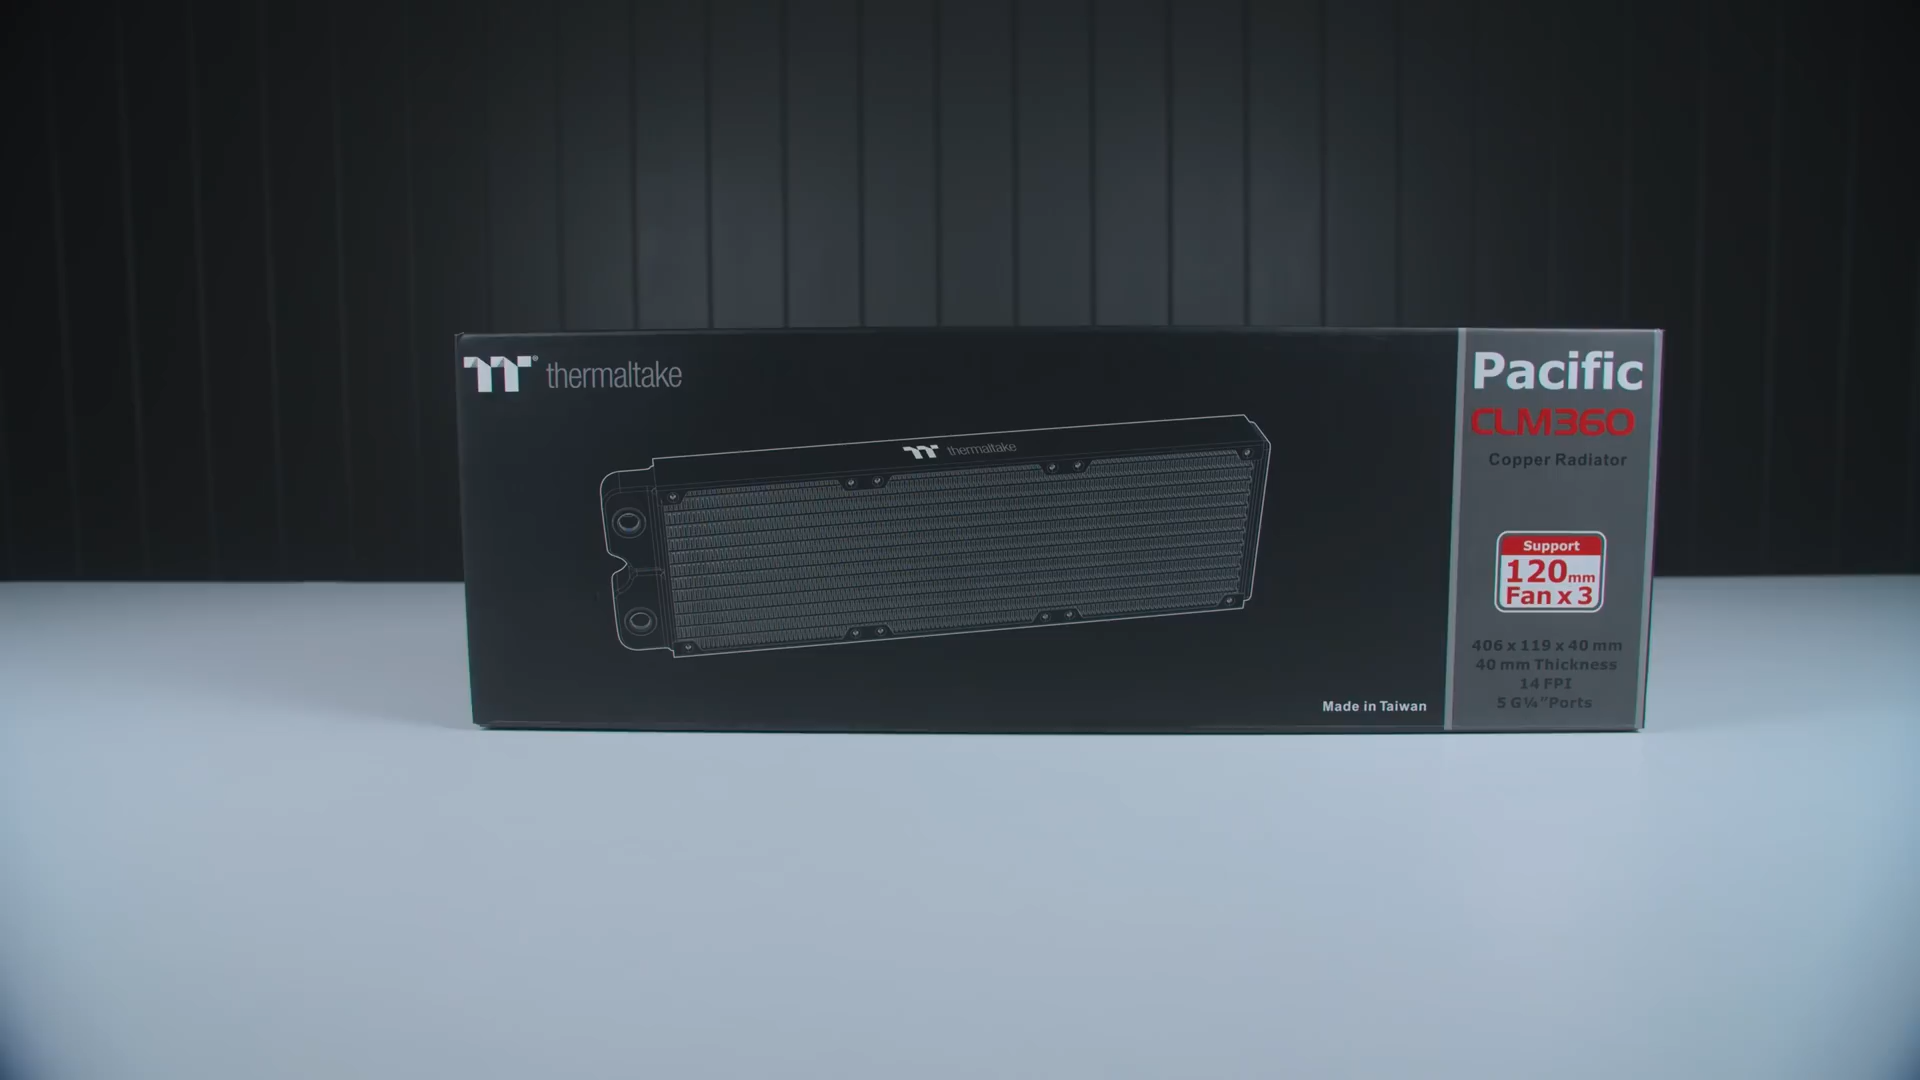 thermaltake
thermaltake
Made in Taiwan
Pacific
CLM360
Copper Radiator
Support
120mm
Fan x 3
406 x 119 x 40 mm
40 mm Thickness
14 FPI
5 G¼"Ports